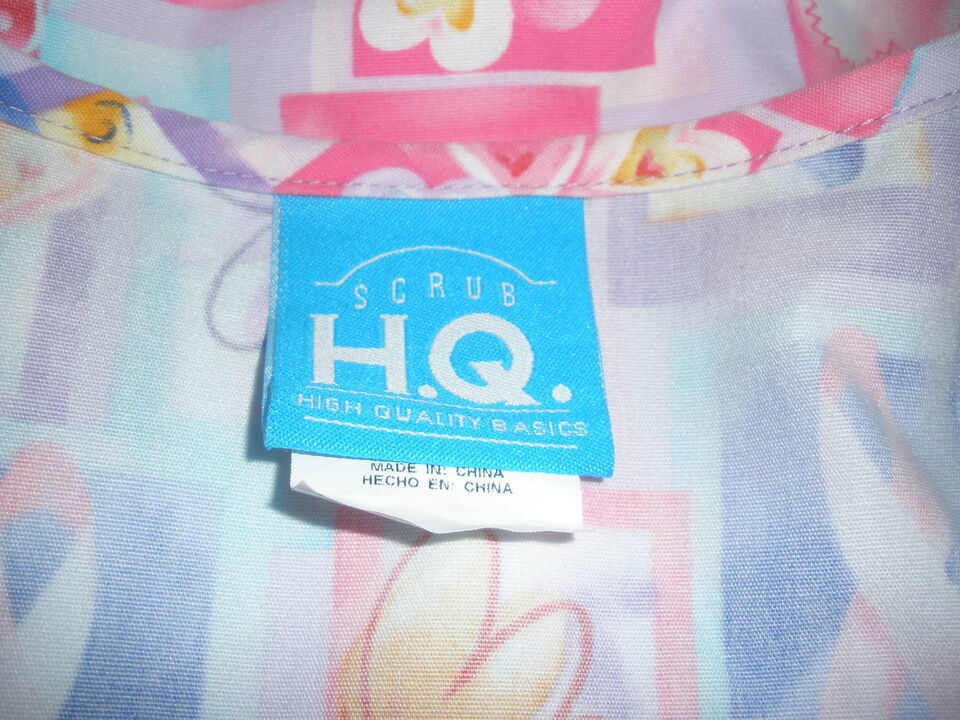 SCRUB
H.Q.
HIGH QUALITY BASICS
MADE IN: CHINA
HECHO EN: CHINA